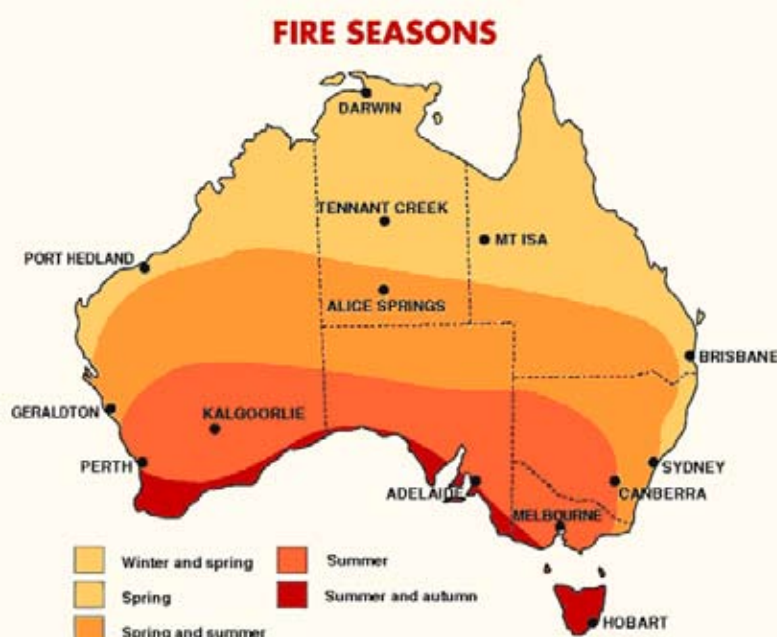 FIRE SEASONS
DARWIN
TENNANT CREEK
MT ISA
PORT HEDLAND
ALICE SPRINGS
BRISBANE
GERALDTON
KALGOORLIE
PERTH
SYDNEY
ADELAIDE
CANBERRA
MELBOURNE
Winter and spring
Summer
Spring
Summer and autumn
Spring and summer
HOBART